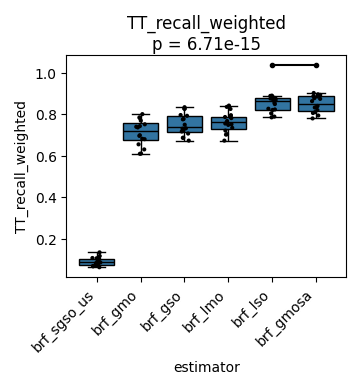 TT_recall_weighted
p = 6.71e-15
TT_recall_weighted
1.0
0.8
0.6
0.4
0.2
brf_sgso_us
brf_gmo
brf_gso
brf_lmo
brf_lso
brf_gmosa
estimator